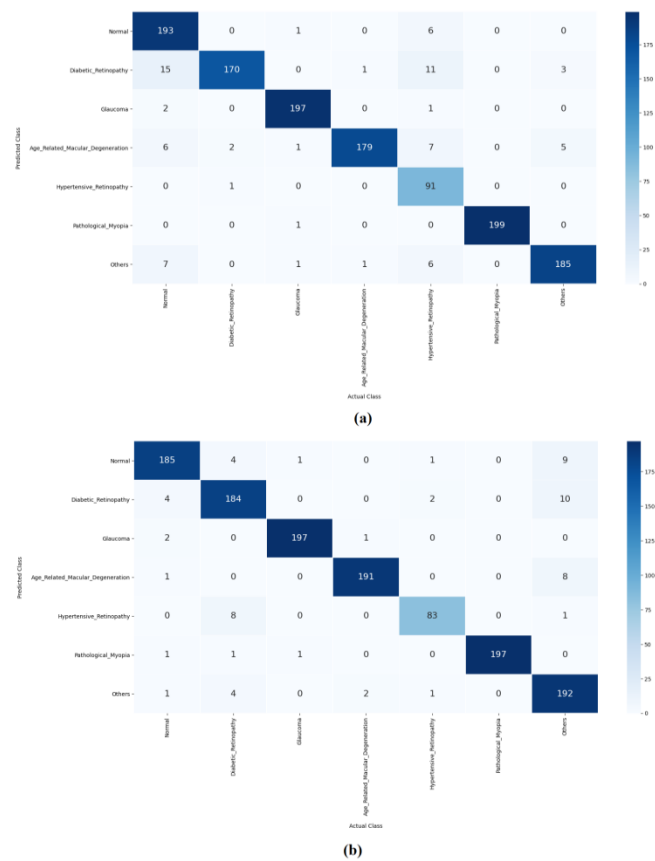 Predicted Class
Normal 193 0 1 0 6 0 0
Diabetic_Retinopathy 15 170 0 1 11 0 3
Glaucoma 2 0 197 0 1 0 0
Age_Related_Macular_Degeneration 6 2 1 179 7 0 5
Hypertensive_Retinopathy 0 1 0 0 91 0 0
Pathological_Myopia 0 0 1 0 0 199 0
Others 7 0 1 1 6 0 185
Normal Diabetic_Retinopathy Glaucoma Age_Related_Macular_Degeneration Hypertensive_Retinopathy Pathological_Myopia Others
Actual Class
175
150
125
100
75
50
25
0
(a)
Predicted Class
Normal 185 4 1 0 1 0 9
Diabetic_Retinopathy 4 184 0 0 2 0 10
Glaucoma 2 0 197 1 0 0 0
Age_Related_Macular_Degeneration 1 0 0 191 0 0 8
Hypertensive_Retinopathy 0 8 0 0 83 0 1
Pathological_Myopia 1 1 1 0 0 197 0
Others 1 4 0 2 1 0 192
Normal Diabetic_Retinopathy Glaucoma Age_Related_Macular_Degeneration Hypertensive_Retinopathy Pathological_Myopia Others
Actual Class
175
150
125
100
75
50
25
0
(b)